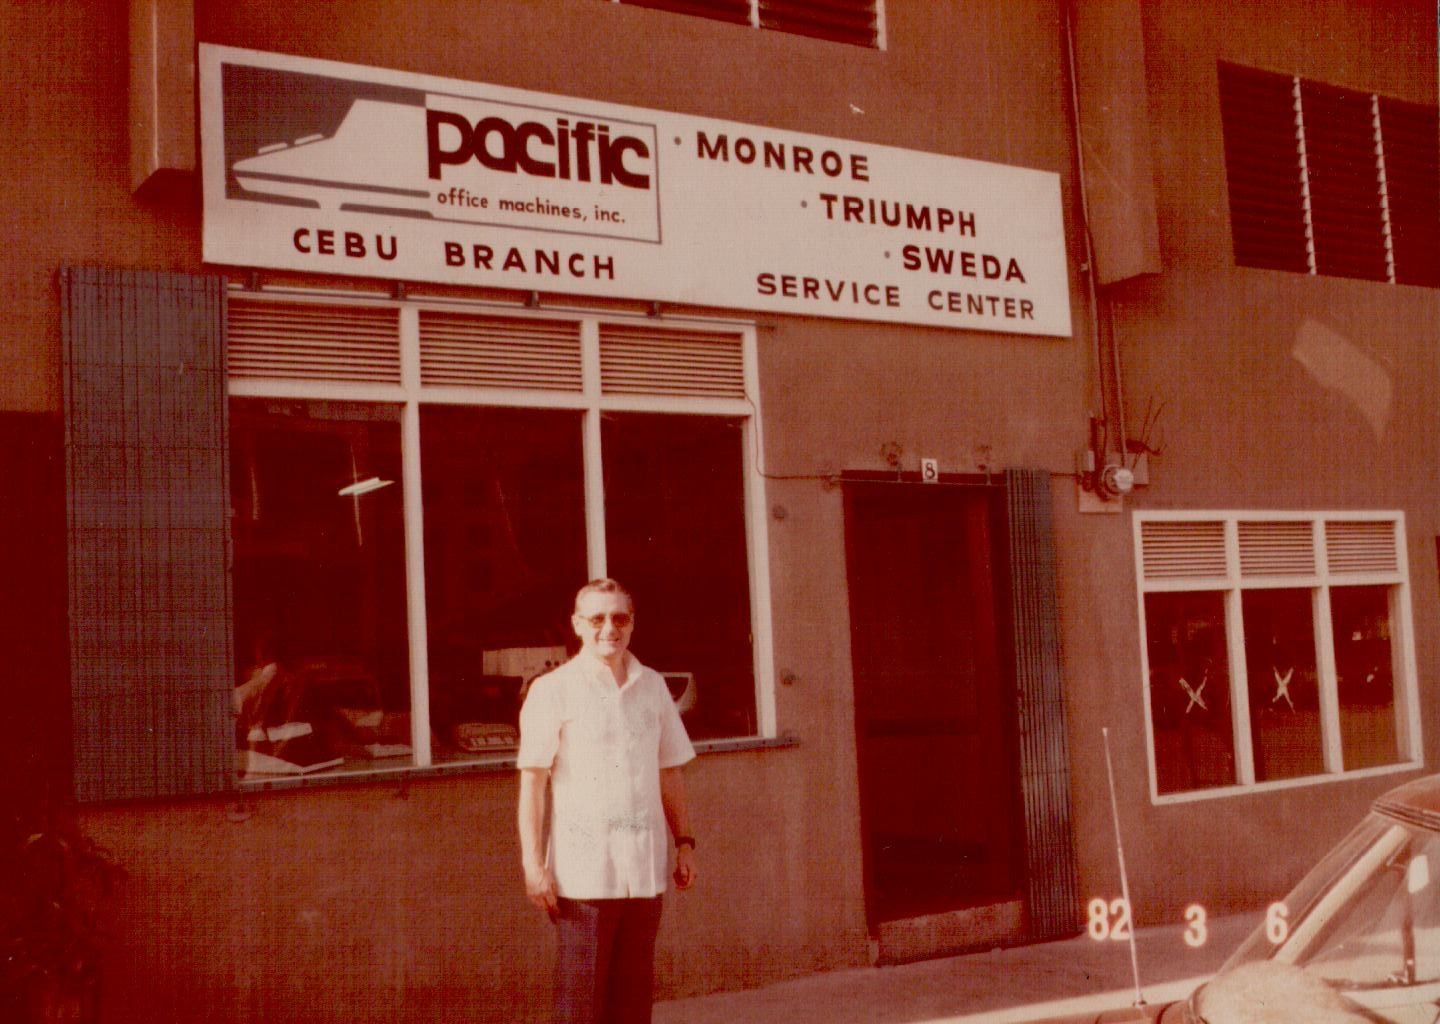 pacific
office machines, inc.
CEBU BRANCH
· MONROE
· TRIUMPH
· SWEDA
SERVICE CENTER
8
82 3 6